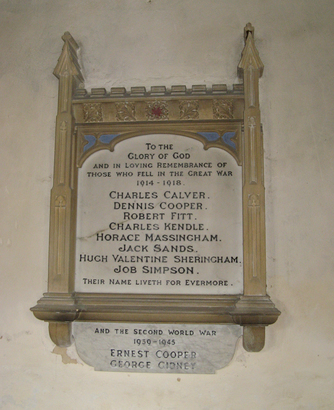 To the
Glory of God
and in loving Remembrance of
those who fell in the Great War
1914-1918.
Charles Calver.
Dennis Cooper.
Robert Fitt.
Charles Kendle.
Horace Massingham.
Jack Sands.
Hugh Valentine Sheringham.
Job Simpson.
Their Name liveth for Evermore.
and the Second World War
1939-1945
Ernest Cooper
George